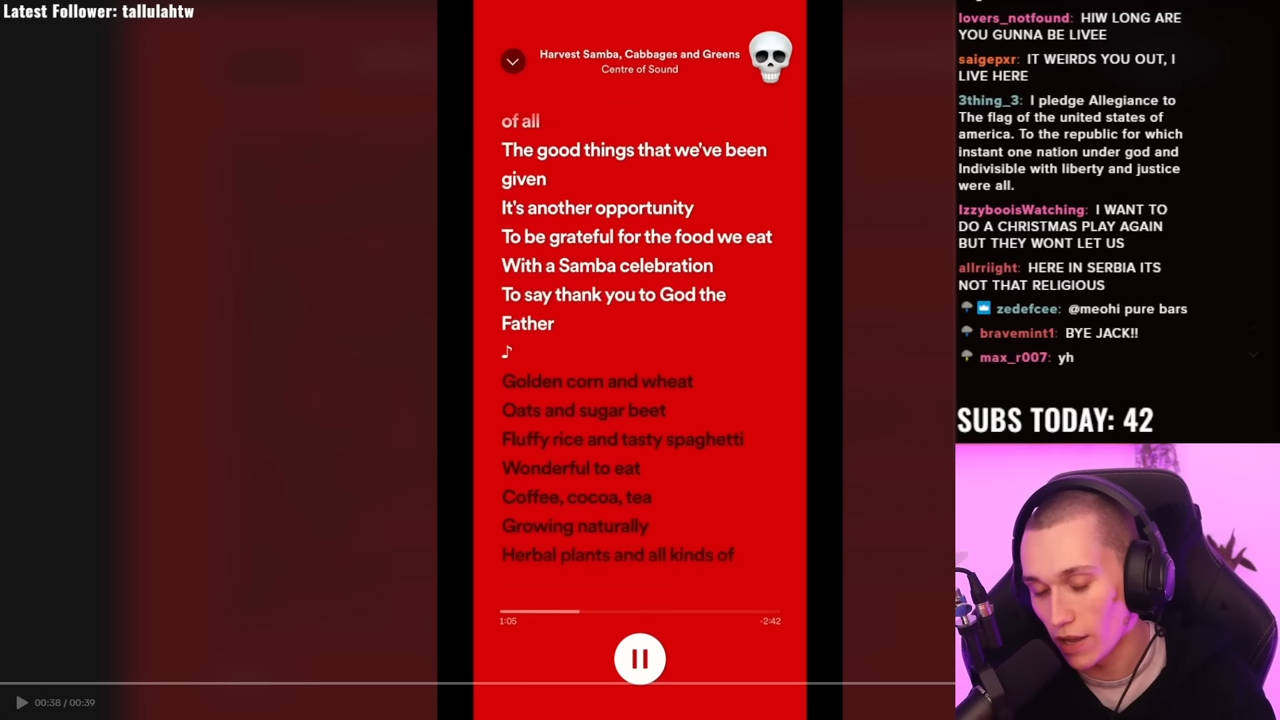 Latest Follower: tallulahtw
Harvest Samba, Cabbages and Greens
Centre of Sound
of all
The good things that we've been
given
It's another opportunity
To be grateful for the food we eat
With a Samba celebration
To say thank you to God the
Father
♪
Golden corn and wheat
Oats and sugar beet
Fluffy rice and tasty spaghetti
Wonderful to eat
Coffee, cocoa, tea
Growing naturally
Herbal plants and all kinds of
1:05
-2:42
00:38 / 00:39
lovers_notfound: HIW LONG ARE
YOU GUNNA BE LIVEE
saigepxr: IT WEIRDS YOU OUT, I
LIVE HERE
3thing_3: I pledge Allegiance to
The flag of the united states of
america. To the republic for which
instant one nation under god and
Indivisible with liberty and justice
were all.
IzzybooisWatching: I WANT TO
DO A CHRISTMAS PLAY AGAIN
BUT THEY WONT LET US
allrriight: HERE IN SERBIA ITS
NOT THAT RELIGIOUS
zedefcee: @meohi pure bars
bravemint1: BYE JACK!!
max_r007: yh
SUBS TODAY: 42